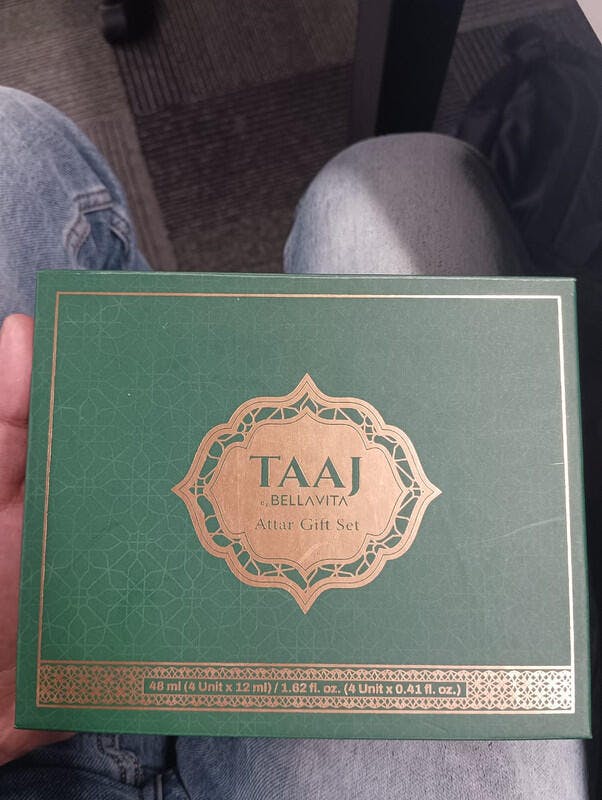 TAAJ
by BELLAVITA
Attar Gift Set
48 ml (4 Unit x 12 ml) / 1.62 fl. oz. (4 Unit x 0.41 fl. oz.)